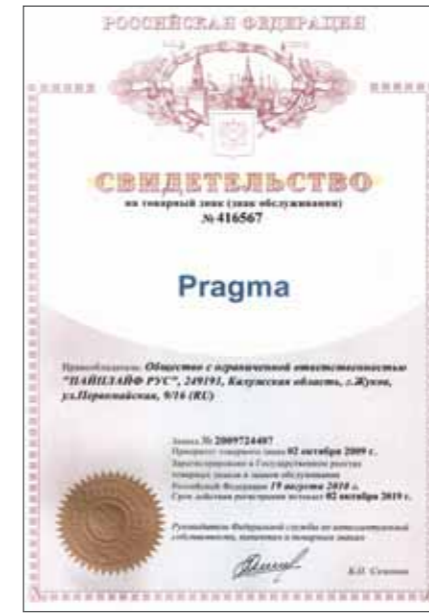 РОССИЙСКАЯ ФЕДЕРАЦИЯ
СВИДЕТЕЛЬСТВО
на товарный знак (знак обслуживания)
№ 416567
Pragma
Правообладатель: Общество с ограниченной ответственностью
"ПАЙПЛАЙФ РУС", 249191, Калужская область, г.Жуков,
ул.Первомайская, 9/16 (RU)
Заявка № 2009724407
Приоритет товарного знака 02 октября 2009 г.
Зарегистрировано в Государственном реестре
товарных знаков и знаков обслуживания
Российской Федерации 19 августа 2010 г.
Срок действия регистрации истекает 02 октября 2019 г.
Руководитель Федеральной службы по интеллектуальной
собственности, патентам и товарным знакам
Б.П. Симонов